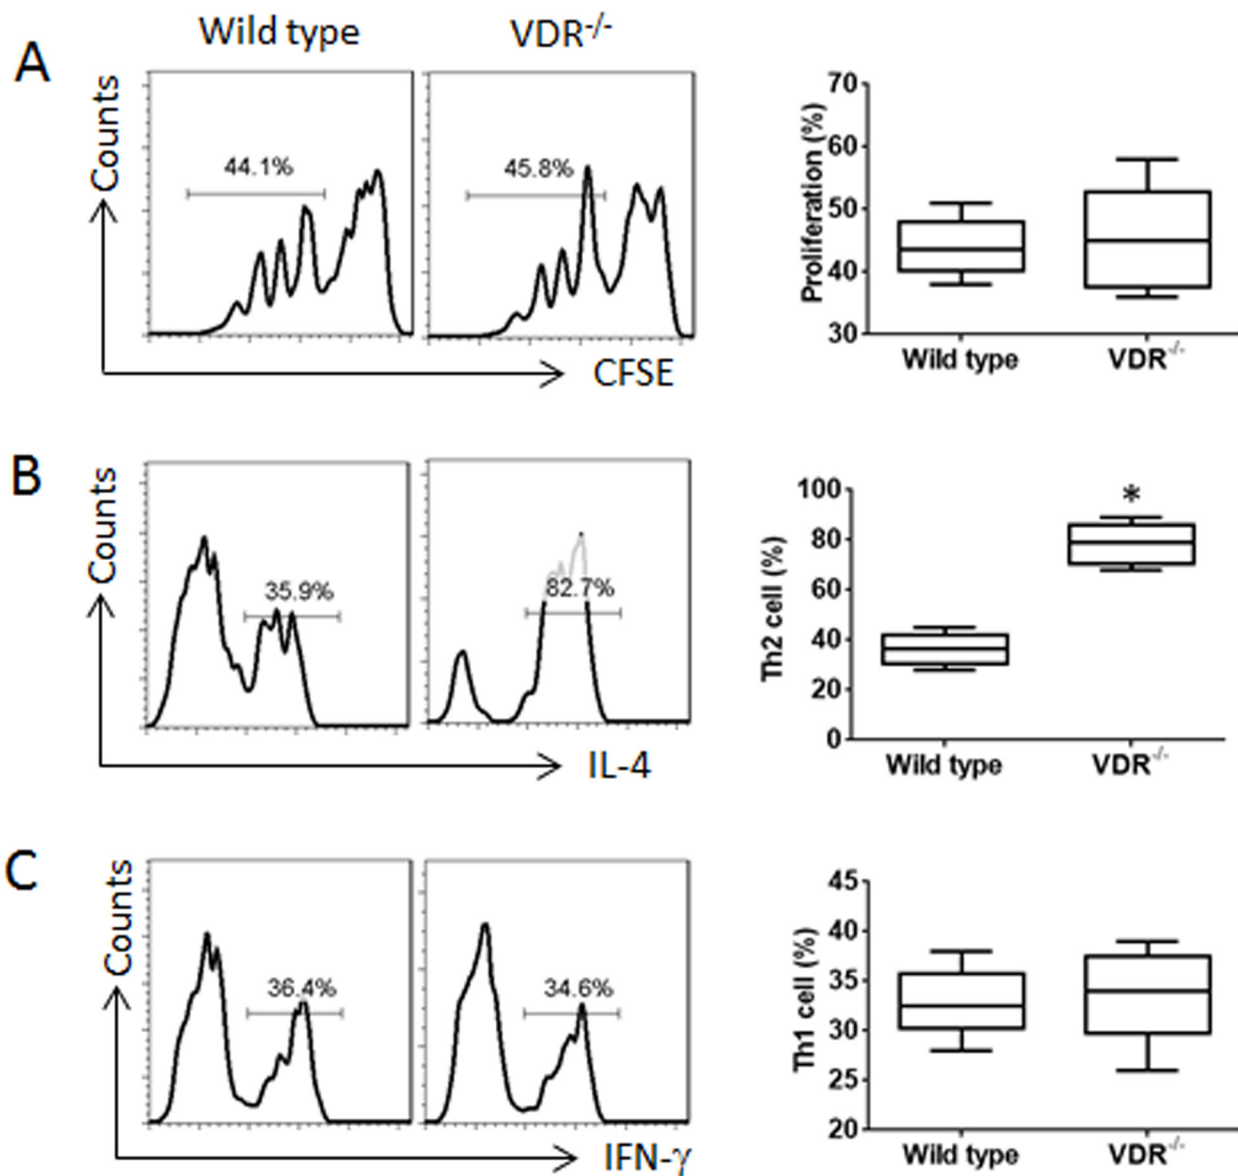 Wild type
VDR-/-
A
Counts
44.1%
45.8%
CFSE
Proliferation (%)
70
60
50
40
30
Wild type
VDR-/-
B
Counts
35.9%
82.7%
IL-4
Th2 cell (%)
100
80
60
40
20
0
*
Wild type
VDR-/-
C
Counts
36.4%
34.6%
IFN-γ
Th1 cell (%)
45
40
35
30
25
20
Wild type
VDR-/-